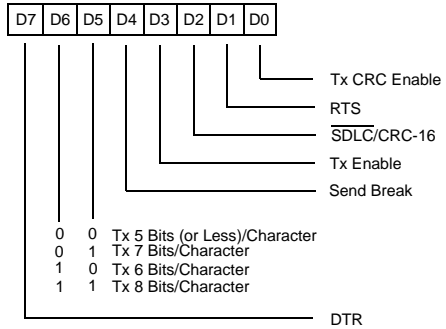 D7 D6 D5 D4 D3 D2 D1 D0
Tx CRC Enable
RTS
SDLC/CRC-16
Tx Enable
Send Break
0 0 Tx 5 Bits (or Less)/Character
0 1 Tx 7 Bits/Character
1 0 Tx 6 Bits/Character
1 1 Tx 8 Bits/Character
DTR